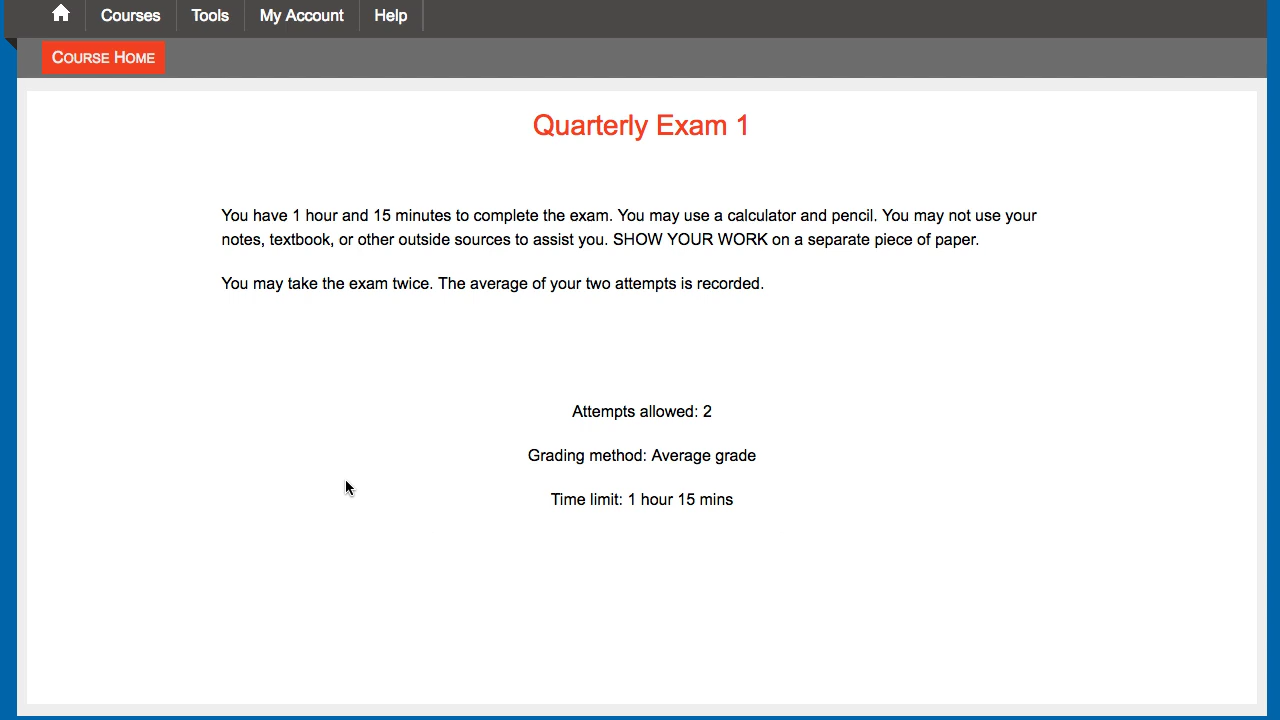 Courses Tools My Account Help
Course Home
Quarterly Exam 1
You have 1 hour and 15 minutes to complete the exam. You may use a calculator and pencil. You may not use your
notes, textbook, or other outside sources to assist you. SHOW YOUR WORK on a separate piece of paper.
You may take the exam twice. The average of your two attempts is recorded.
Attempts allowed: 2
Grading method: Average grade
Time limit: 1 hour 15 mins